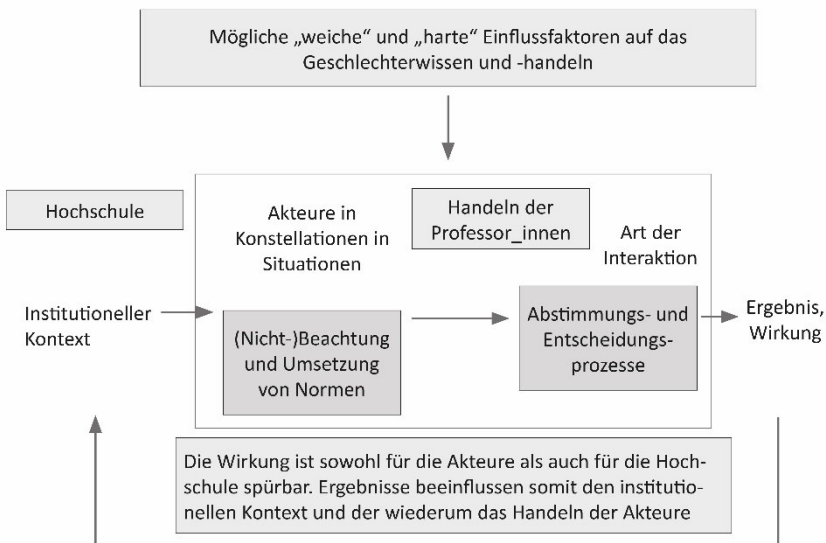 Mögliche „weiche“ und „harte“ Einflussfaktoren auf das
Geschlechterwissen und -handeln
Hochschule
Akteure in
Konstellationen in
Situationen
Handeln der
Professor_innen
Art der
Interaktion
Institutioneller
Kontext
(Nicht-)Beachtung
und Umsetzung
von Normen
Abstimmungs- und
Entscheidungs-
prozesse
Ergebnis,
Wirkung
Die Wirkung ist sowohl für die Akteure als auch für die Hoch-
schule spürbar. Ergebnisse beeinflussen somit den institutio-
nellen Kontext und der wiederum das Handeln der Akteure